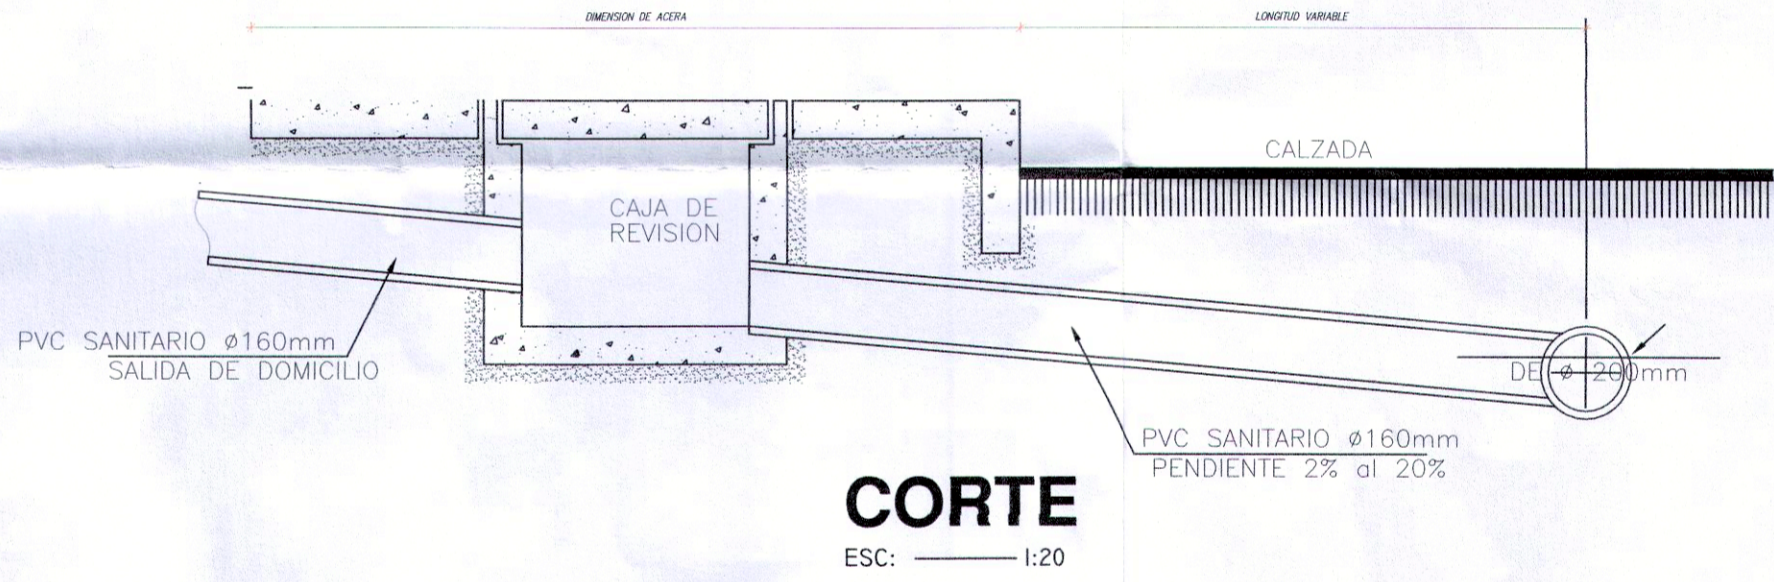 DIMENSION DE ACERA
LONGITUD VARIABLE
CALZADA
CAJA DE
REVISION
PVC SANITARIO ø160mm
SALIDA DE DOMICILIO
DE ø 200mm
PVC SANITARIO ø160mm
PENDIENTE 2% al 20%
CORTE
ESC: 1:20